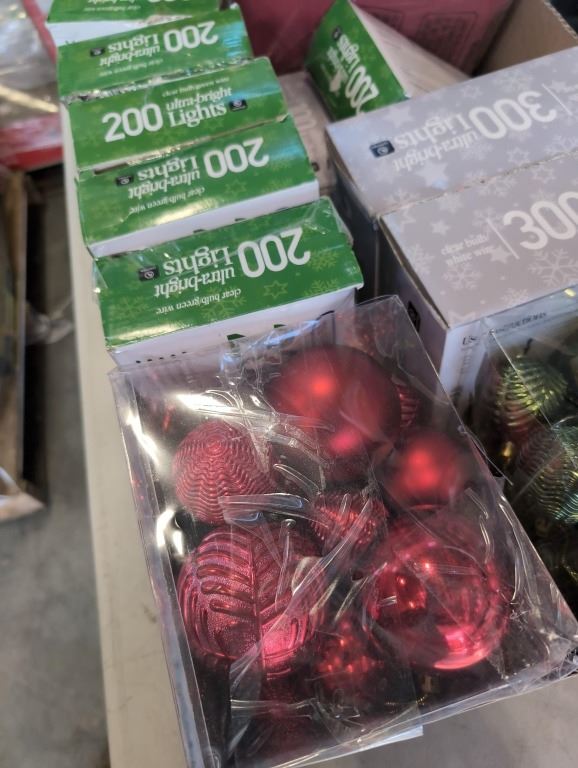 200 ultra-bright
Lights
clear bulb/green wire
200 ultra-bright
Lights
200 ultra-bright
Lights
clear bulb/green wire
200 ultra-bright
Lights
clear bulb/green wire
200
300 ultra-bright
Lights
300
clear bulb/
white wire